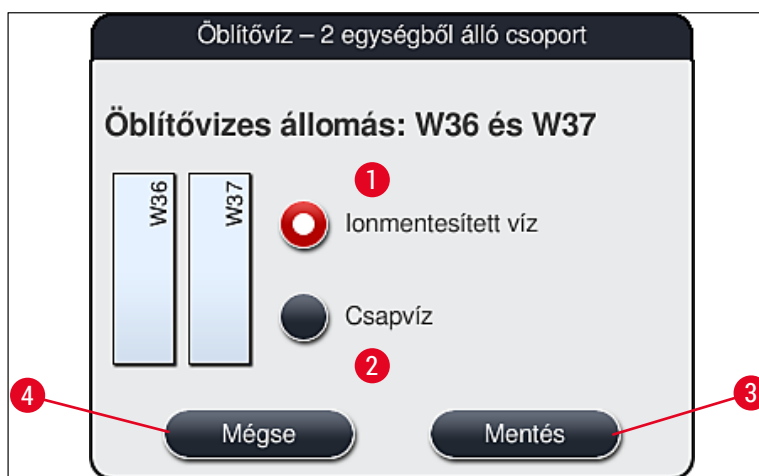 Öblítővíz – 2 egységből álló csoport
Öblítővizes állomás: W36 és W37
W36
W37
1
Ionmentesített víz
Csapvíz
2
4
3
Mégse
Mentés